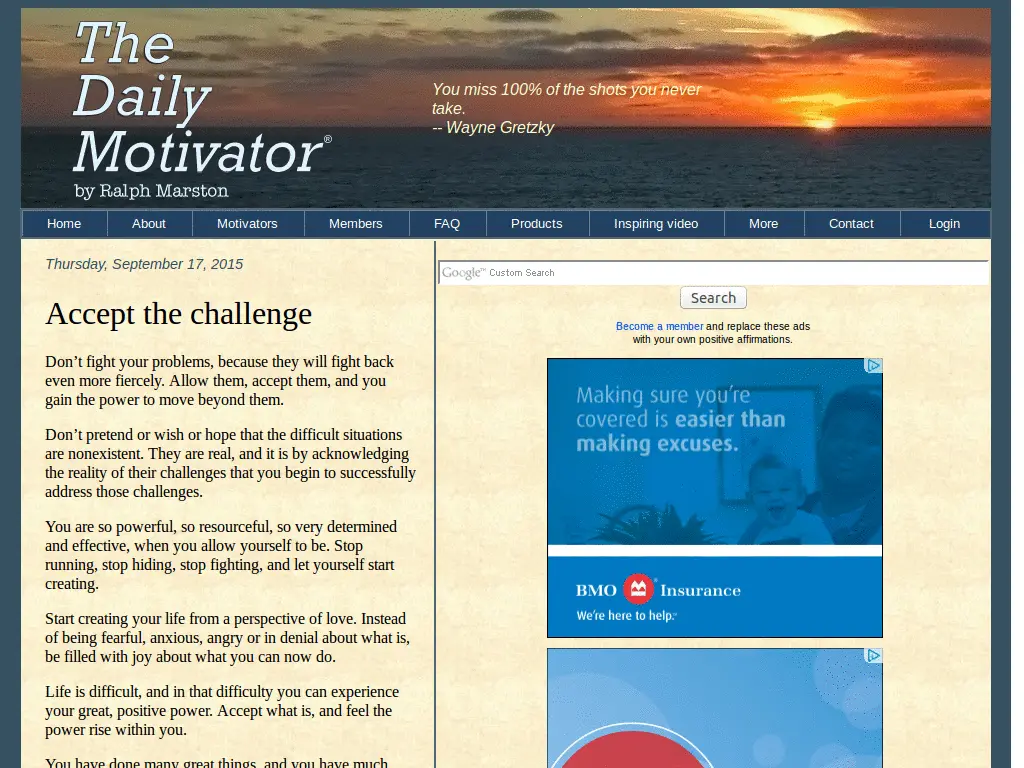 The
Daily
Motivator®
by Ralph Marston
You miss 100% of the shots you never
take.
-- Wayne Gretzky
Home About Motivators Members FAQ Products Inspiring video More Contact Login
Thursday, September 17, 2015
Accept the challenge
Don’t fight your problems, because they will fight back
even more fiercely. Allow them, accept them, and you
gain the power to move beyond them.
Don’t pretend or wish or hope that the difficult situations
are nonexistent. They are real, and it is by acknowledging
the reality of their challenges that you begin to successfully
address those challenges.
You are so powerful, so resourceful, so very determined
and effective, when you allow yourself to be. Stop
running, stop hiding, stop fighting, and let yourself start
creating.
Start creating your life from a perspective of love. Instead
of being fearful, anxious, angry or in denial about what is,
be filled with joy about what you can now do.
Life is difficult, and in that difficulty you can experience
your great, positive power. Accept what is, and feel the
power rise within you.
You have done many great things, and you have much
Google™ Custom Search
Search
Become a member and replace these ads
with your own positive affirmations.
Making sure you’re
covered is easier than
making excuses.
BMO Insurance
We’re here to help.™